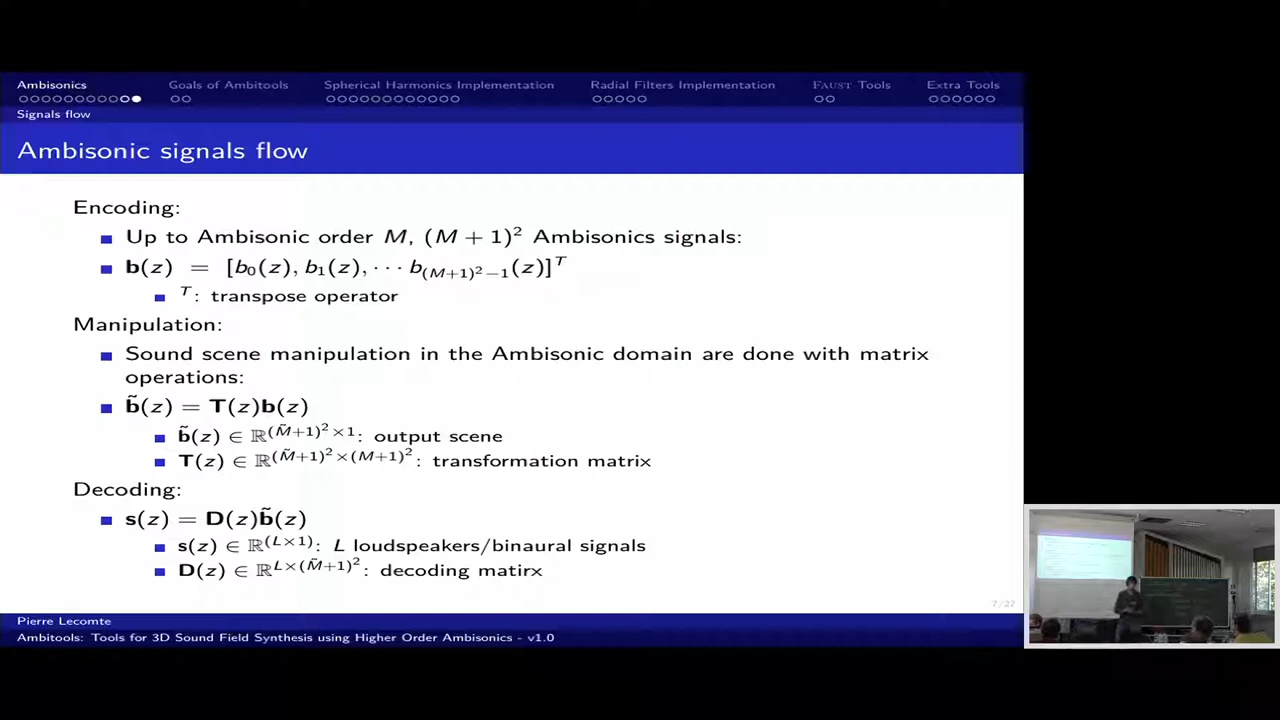 Ambisonics Goals of Ambitools Spherical Harmonics Implementation Radial Filters Implementation FAUST Tools Extra Tools
Signals flow
Ambisonic signals flow
Encoding:
Up to Ambisonic order M, (M + 1)² Ambisonics signals:
b(z) = [b₀(z), b₁(z), ··· b₍M+1₎²₋₁(z)]ᵀ
ᵀ: transpose operator
Manipulation:
Sound scene manipulation in the Ambisonic domain are done with matrix
operations:
b̃(z) = T(z)b(z)
b̃(z) ∈ ℝ^(M̃+1)²×1: output scene
T(z) ∈ ℝ^(M̃+1)²×(M+1)²: transformation matrix
Decoding:
s(z) = D(z)b̃(z)
s(z) ∈ ℝ^(L×1): L loudspeakers/binaural signals
D(z) ∈ ℝ^L×(M̃+1)²: decoding matirx
7/27
Pierre Lecomte
Ambitools: Tools for 3D Sound Field Synthesis using Higher Order Ambisonics - v1.0